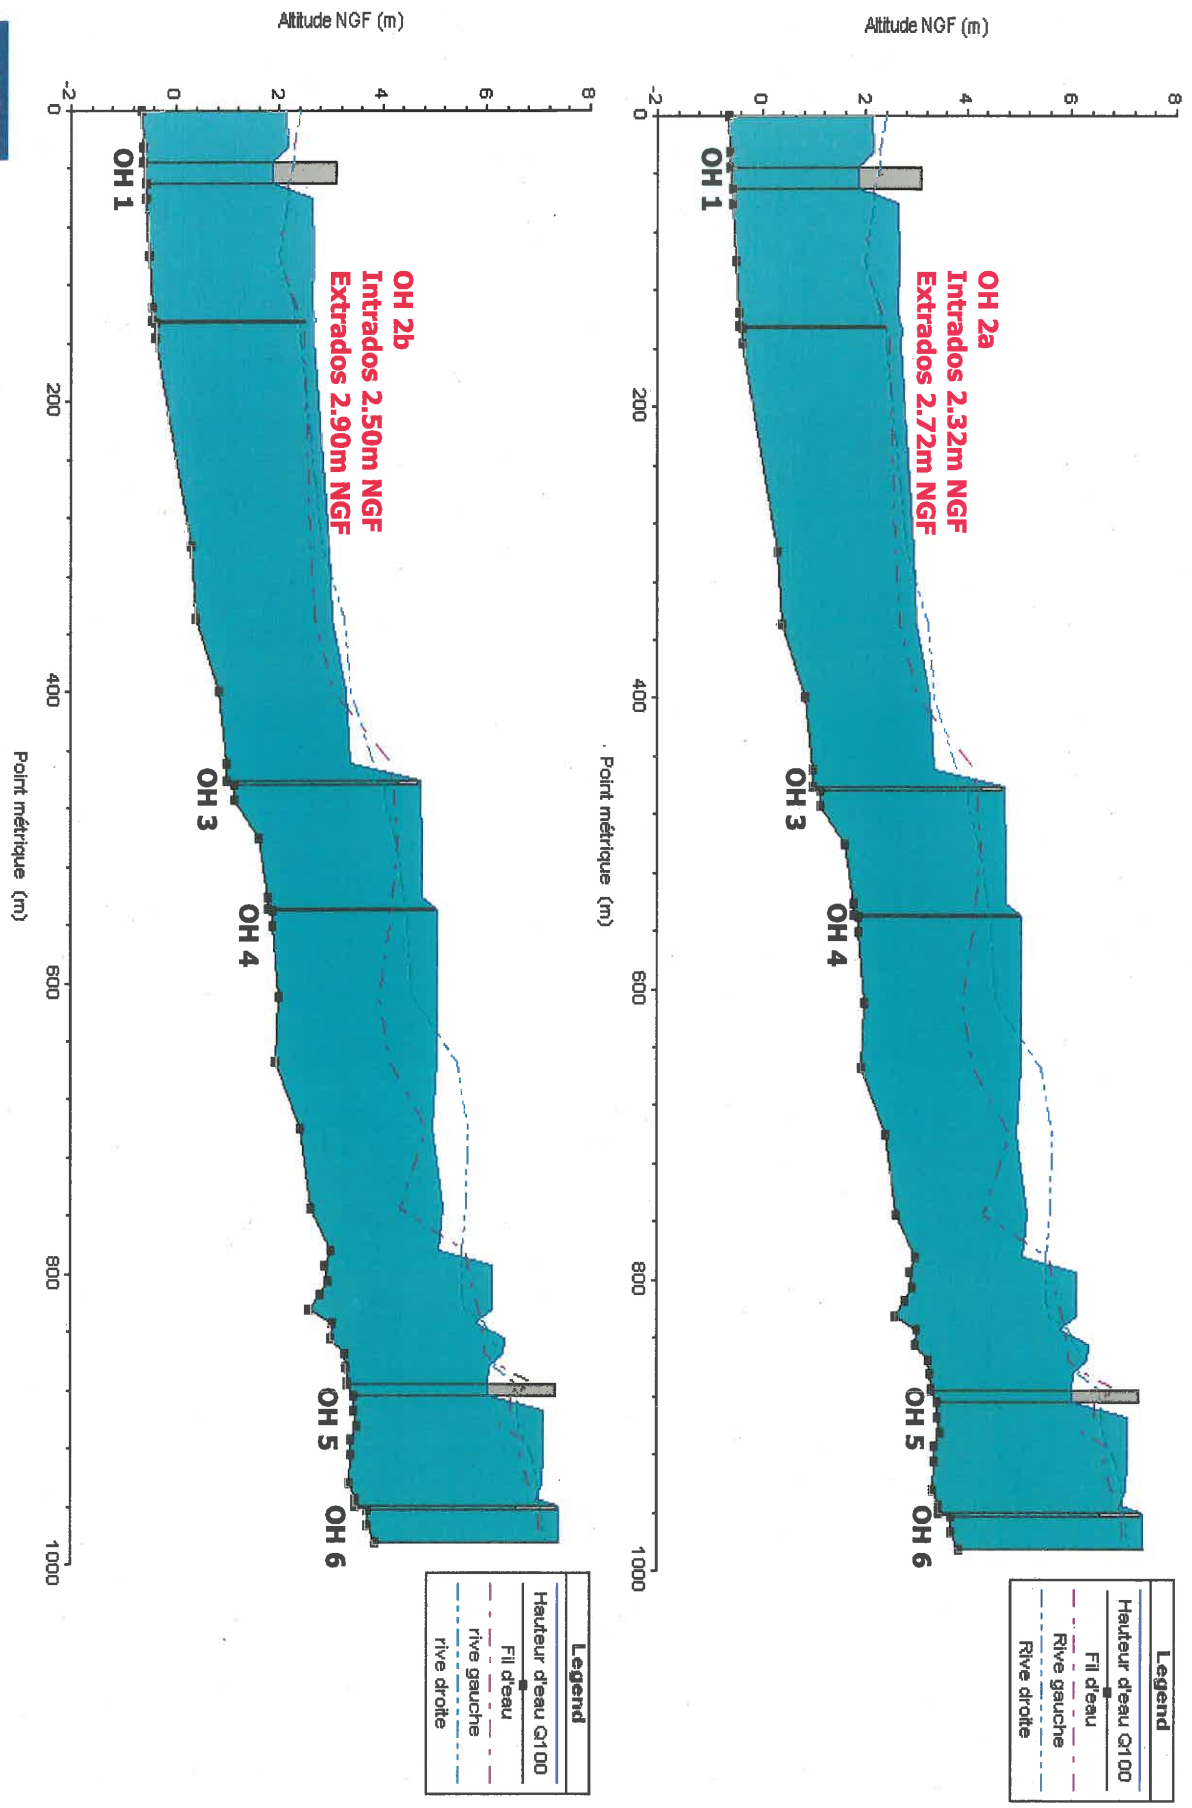 Altitude NGF (m)
8
6
4
2
0
-2
0
200
400
600
800
1000
Point métrique (m)
OH 2a
Intrados 2.32m NGF
Extrados 2.72m NGF
OH 1
OH 3
OH 4
OH 5
OH 6
Legend
Hauteur d'eau Q100
Fil d'eau
Rive gauche
Rive droite
Altitude NGF (m)
8
6
4
2
0
-2
0
200
400
600
800
1000
Point métrique (m)
OH 2b
Intrados 2.50m NGF
Extrados 2.90m NGF
OH 1
OH 3
OH 4
OH 5
OH 6
Legend
Hauteur d'eau Q100
Fil d'eau
rive gauche
rive droite